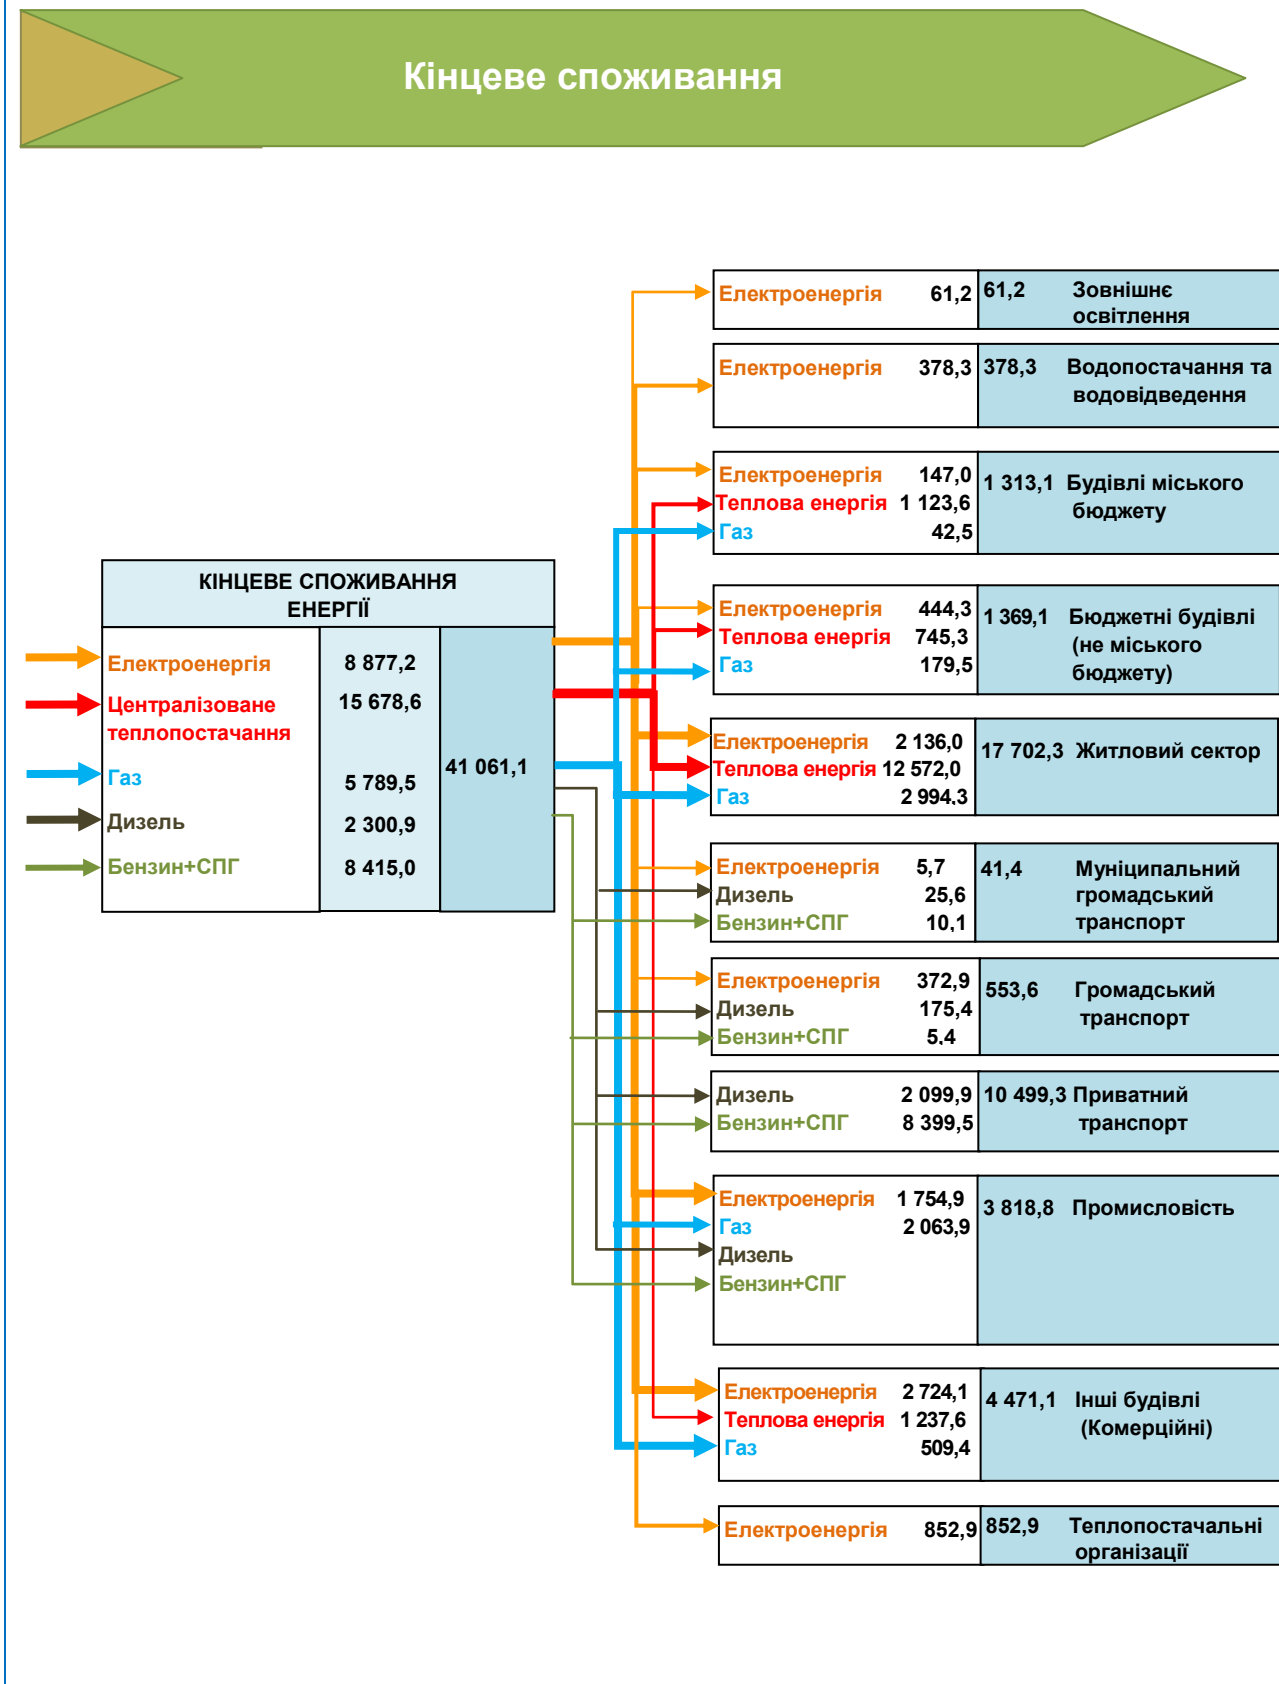 Кінцеве споживання
Електроенергія 61,2 61,2 Зовнішнє
освітлення
Електроенергія 378,3 378,3 Водопостачання та
водовідведення
Електроенергія 147,0
Теплова енергія 1 123,6
Газ 42,5
1 313,1 Будівлі міського
бюджету
КІНЦЕВЕ СПОЖИВАННЯ
ЕНЕРГІЇ
Електроенергія 8 877,2
Централізоване 15 678,6
теплопостачання
Газ 5 789,5
Дизель 2 300,9
Бензин+СПГ 8 415,0
41 061,1
Електроенергія 444,3
Теплова енергія 745,3
Газ 179,5
1 369,1 Бюджетні будівлі
(не міського
бюджету)
Електроенергія 2 136,0
Теплова енергія 12 572,0
Газ 2 994,3
17 702,3 Житловий сектор
Електроенергія 5,7
Дизель 25,6
Бензин+СПГ 10,1
41,4 Муніципальний
громадський
транспорт
Електроенергія 372,9
Дизель 175,4
Бензин+СПГ 5,4
553,6 Громадський
транспорт
Дизель 2 099,9
Бензин+СПГ 8 399,5
10 499,3 Приватний
транспорт
Електроенергія 1 754,9
Газ 2 063,9
Дизель
Бензин+СПГ
3 818,8 Промисловість
Електроенергія 2 724,1
Теплова енергія 1 237,6
Газ 509,4
4 471,1 Інші будівлі
(Комерційні)
Електроенергія 852,9 852,9 Теплопостачальні
організації